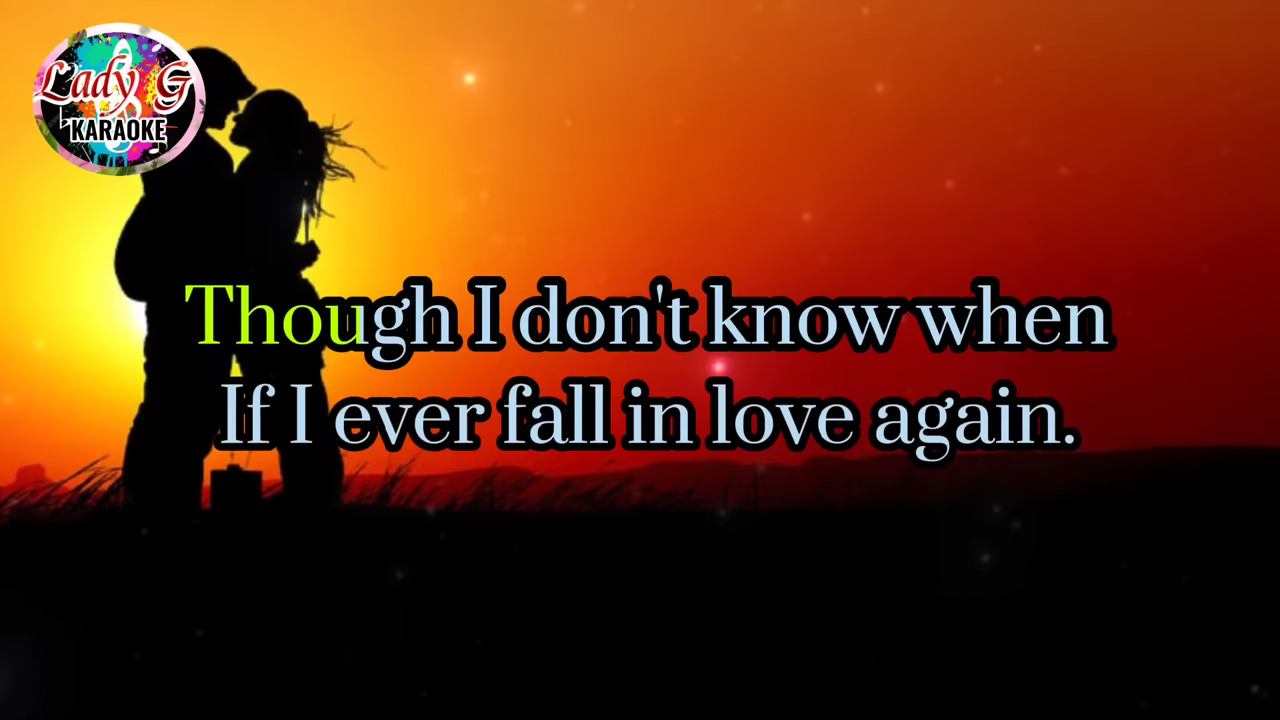 Lady G
KARAOKE
Though I don't know when
If I ever fall in love again.